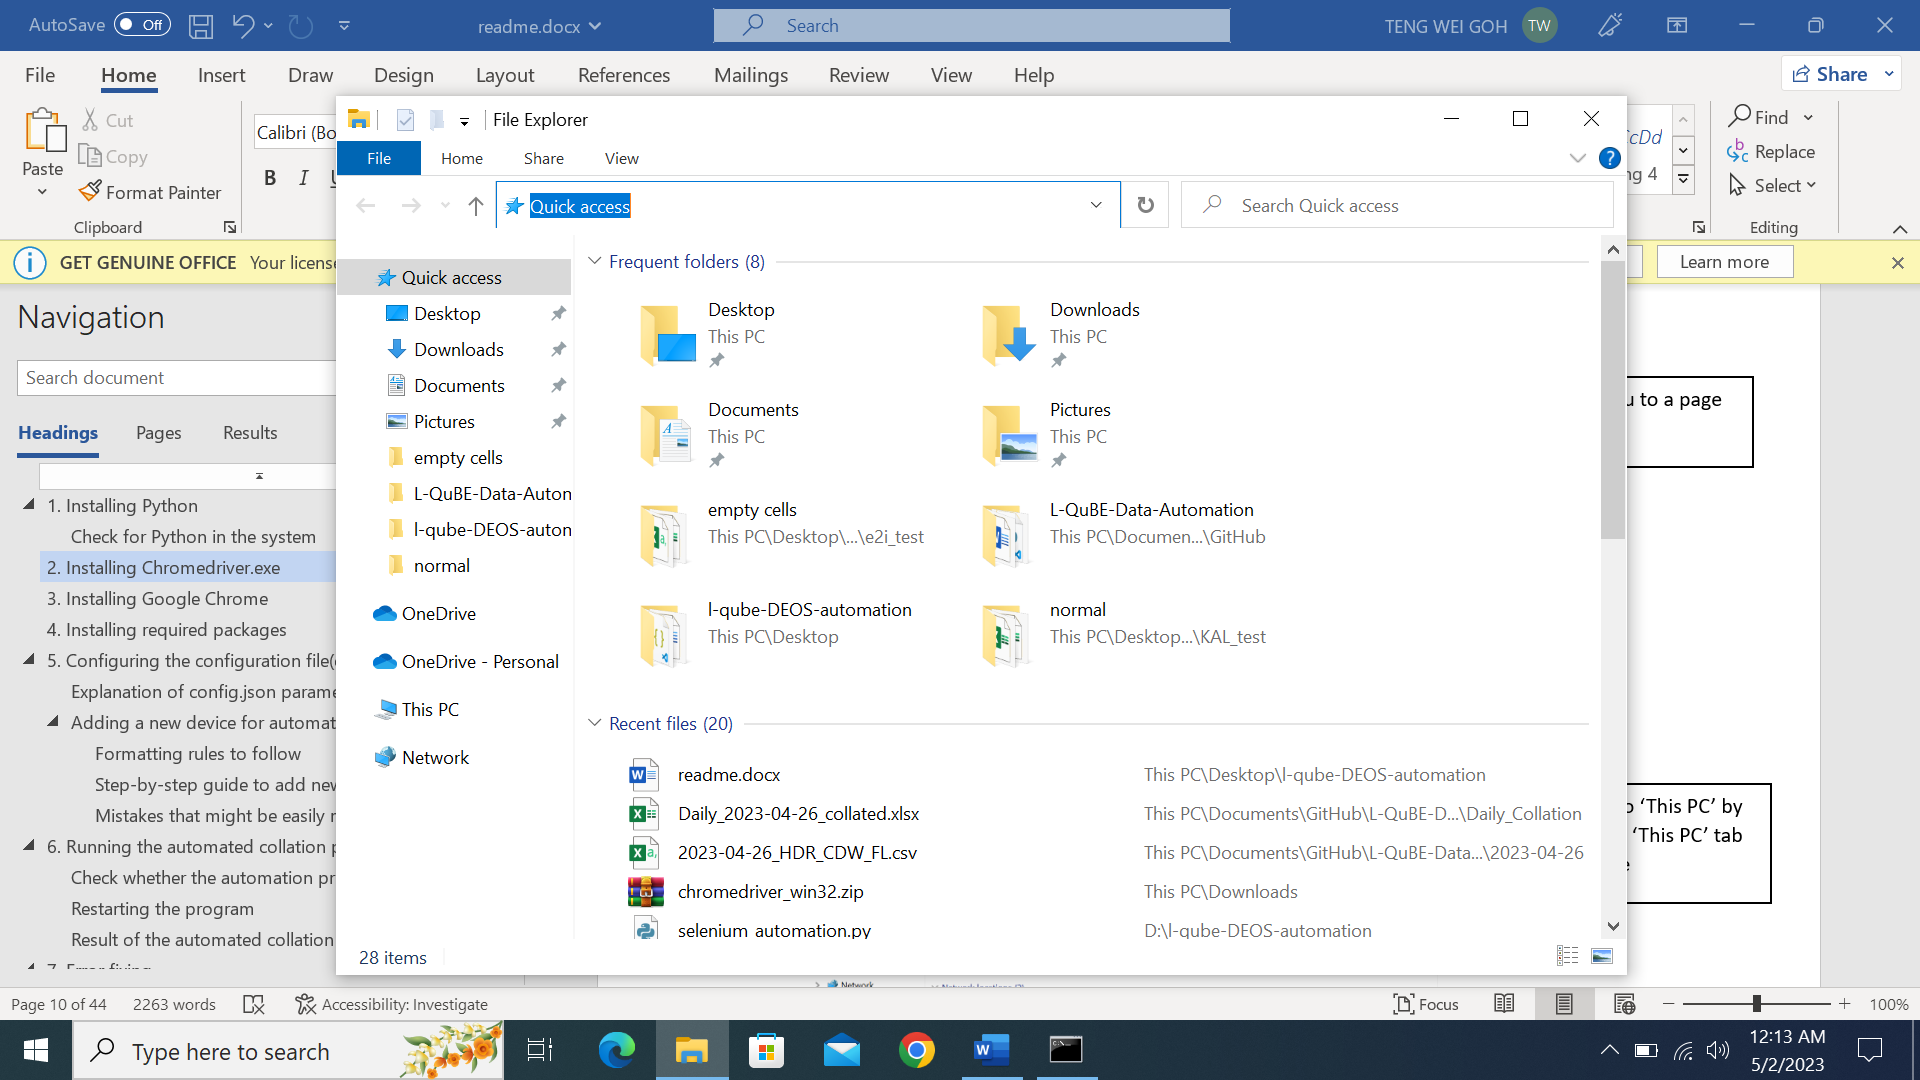 AutoSave Off readme.docx Search TENG WEI GOH TW
File Home Insert Draw Design Layout References Mailings Review View Help Share
Paste
Cut
Copy
Format Painter
Clipboard
Calibri (Bo
B I U
Find
Replace
Select
Editing
ng 4
GET GENUINE OFFICE Your license
Learn more
Navigation
Search document
Headings Pages Results
1. Installing Python
Check for Python in the system
2. Installing Chromedriver.exe
3. Installing Google Chrome
4. Installing required packages
5. Configuring the configuration file(
Explanation of config.json parame
Adding a new device for automat
Formatting rules to follow
Step-by-step guide to add new
Mistakes that might be easily r
6. Running the automated collation p
Check whether the automation pr
Restarting the program
Result of the automated collation
File Explorer
File Home Share View
Quick access
Search Quick access
Quick access
Desktop
Downloads
Documents
Pictures
empty cells
L-QuBE-Data-Auton
l-qube-DEOS-auton
normal
OneDrive
OneDrive - Personal
This PC
Network
Frequent folders (8)
Desktop
This PC
Downloads
This PC
Documents
This PC
Pictures
This PC
empty cells
This PC\Desktop\...\e2i_test
L-QuBE-Data-Automation
This PC\Documen...\GitHub
l-qube-DEOS-automation
This PC\Desktop
normal
This PC\Desktop...\KAL_test
Recent files (20)
readme.docx This PC\Desktop\l-qube-DEOS-automation
Daily_2023-04-26_collated.xlsx This PC\Documents\GitHub\L-QuBE-D...\Daily_Collation
2023-04-26_HDR_CDW_FL.csv This PC\Documents\GitHub\L-QuBE-Data...\2023-04-26
chromedriver_win32.zip This PC\Downloads
selenium_automation.py D:\l-qube-DEOS-automation
28 items
u to a page
o ‘This PC’ by
‘This PC’ tab
Network
Page 10 of 44 2263 words Accessibility: Investigate Focus 100%
Type here to search
12:13 AM
5/2/2023